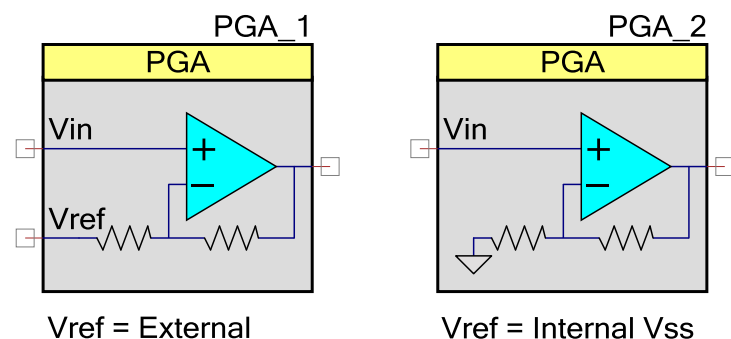 PGA_1
PGA
Vin
+
−
Vref
Vref = External
PGA_2
PGA
Vin
+
−
Vref = Internal Vss